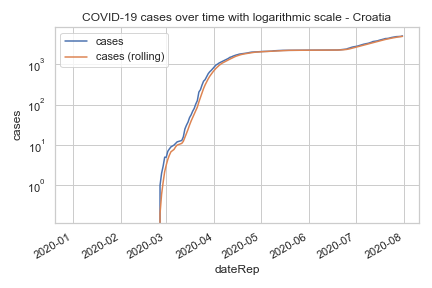 COVID-19 cases over time with logarithmic scale - Croatia
cases
cases (rolling)
10³
10²
10¹
10⁰
cases
2020-01
2020-02
2020-03
2020-04
2020-05
2020-06
2020-07
2020-08
dateRep